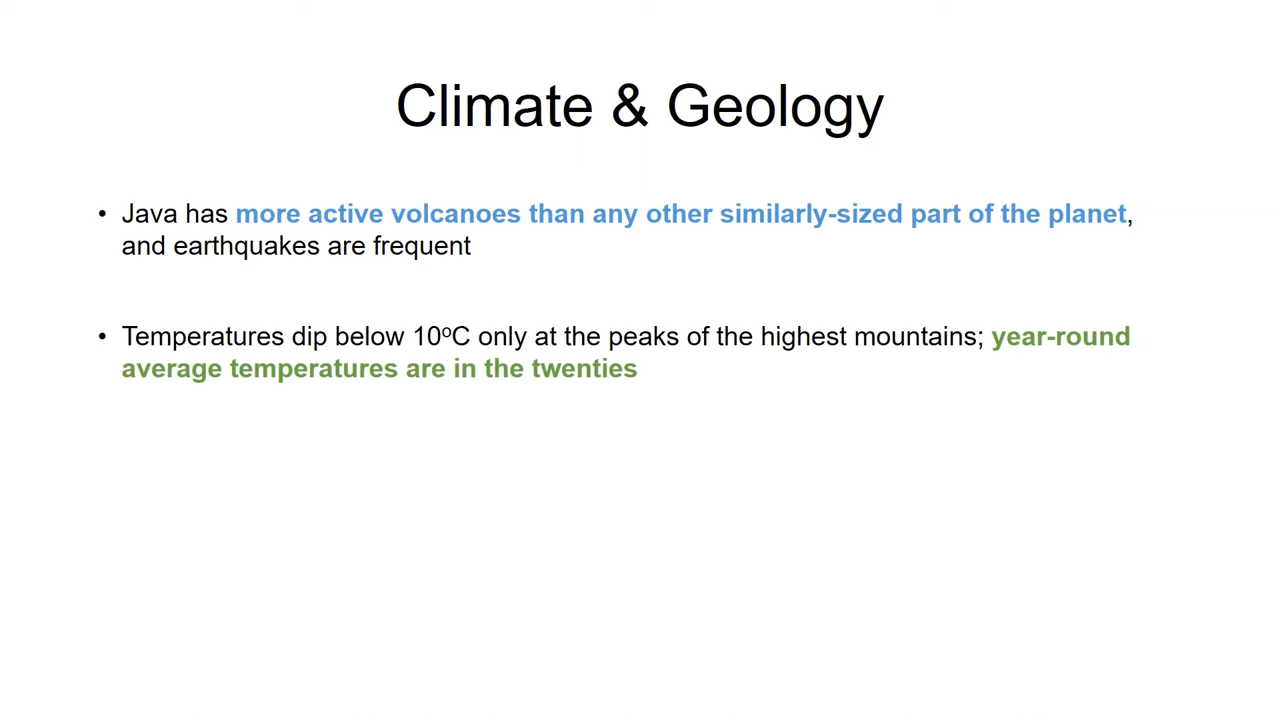 Climate & Geology
• Java has more active volcanoes than any other similarly-sized part of the planet,
and earthquakes are frequent
• Temperatures dip below 10ºC only at the peaks of the highest mountains; year-round
average temperatures are in the twenties